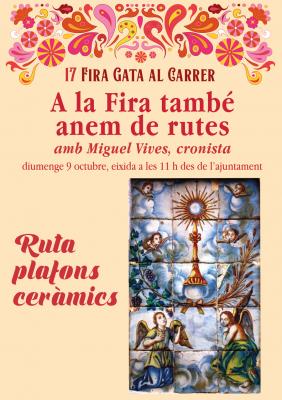 17 Fira Gata al Carrer
A la Fira també
anem de rutes
amb Miguel Vives, cronista
diumenge 9 octubre, eixida a les 11 h des de l'ajuntament
Ruta
plafons
ceràmics